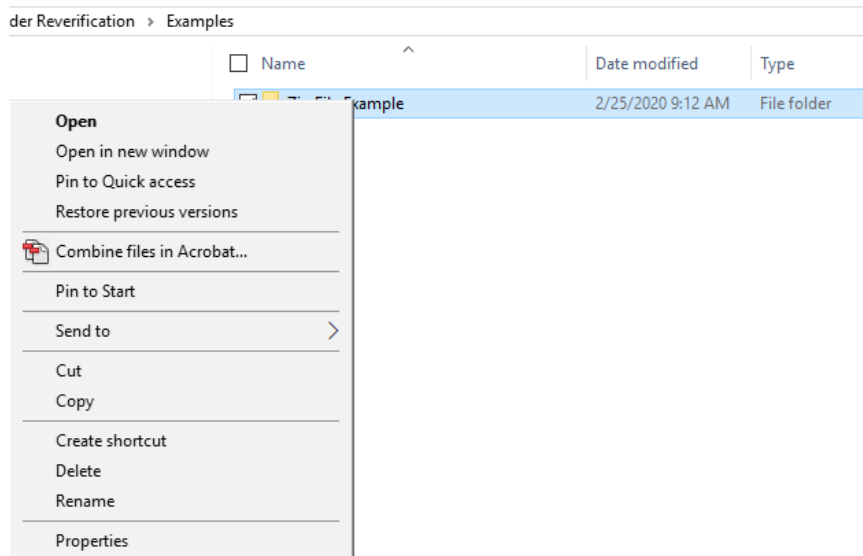 der Reverification > Examples
Name Date modified Type
Example 2/25/2020 9:12 AM File folder
Open
Open in new window
Pin to Quick access
Restore previous versions
Combine files in Acrobat...
Pin to Start
Send to
Cut
Copy
Create shortcut
Delete
Rename
Properties